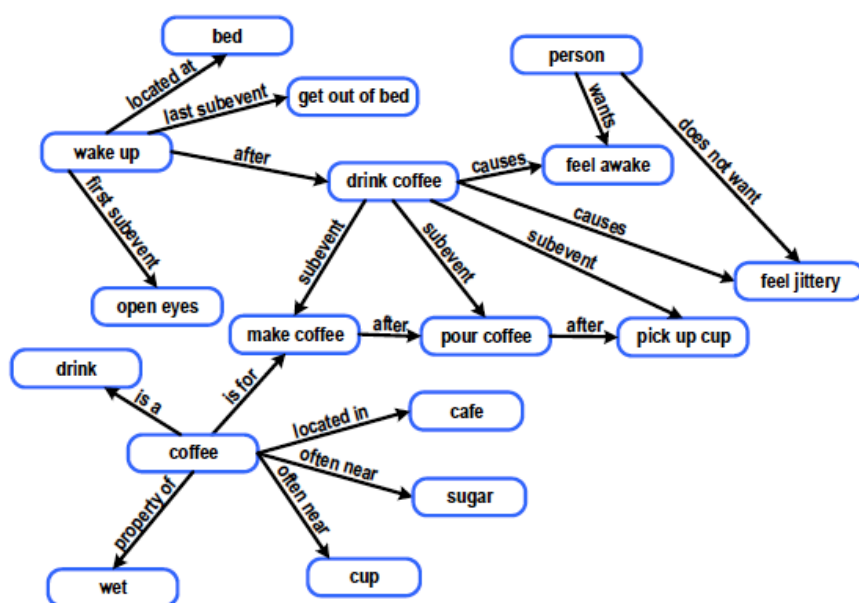 bed
person
located at
last subevent
get out of bed
wants
does not want
wake up
after
drink coffee
causes
feel awake
first subevent
subevent
subevent
causes
subevent
feel jittery
open eyes
make coffee
after
pour coffee
after
pick up cup
drink
is a
is for
located in
cafe
coffee
often near
sugar
often near
property of
wet
cup